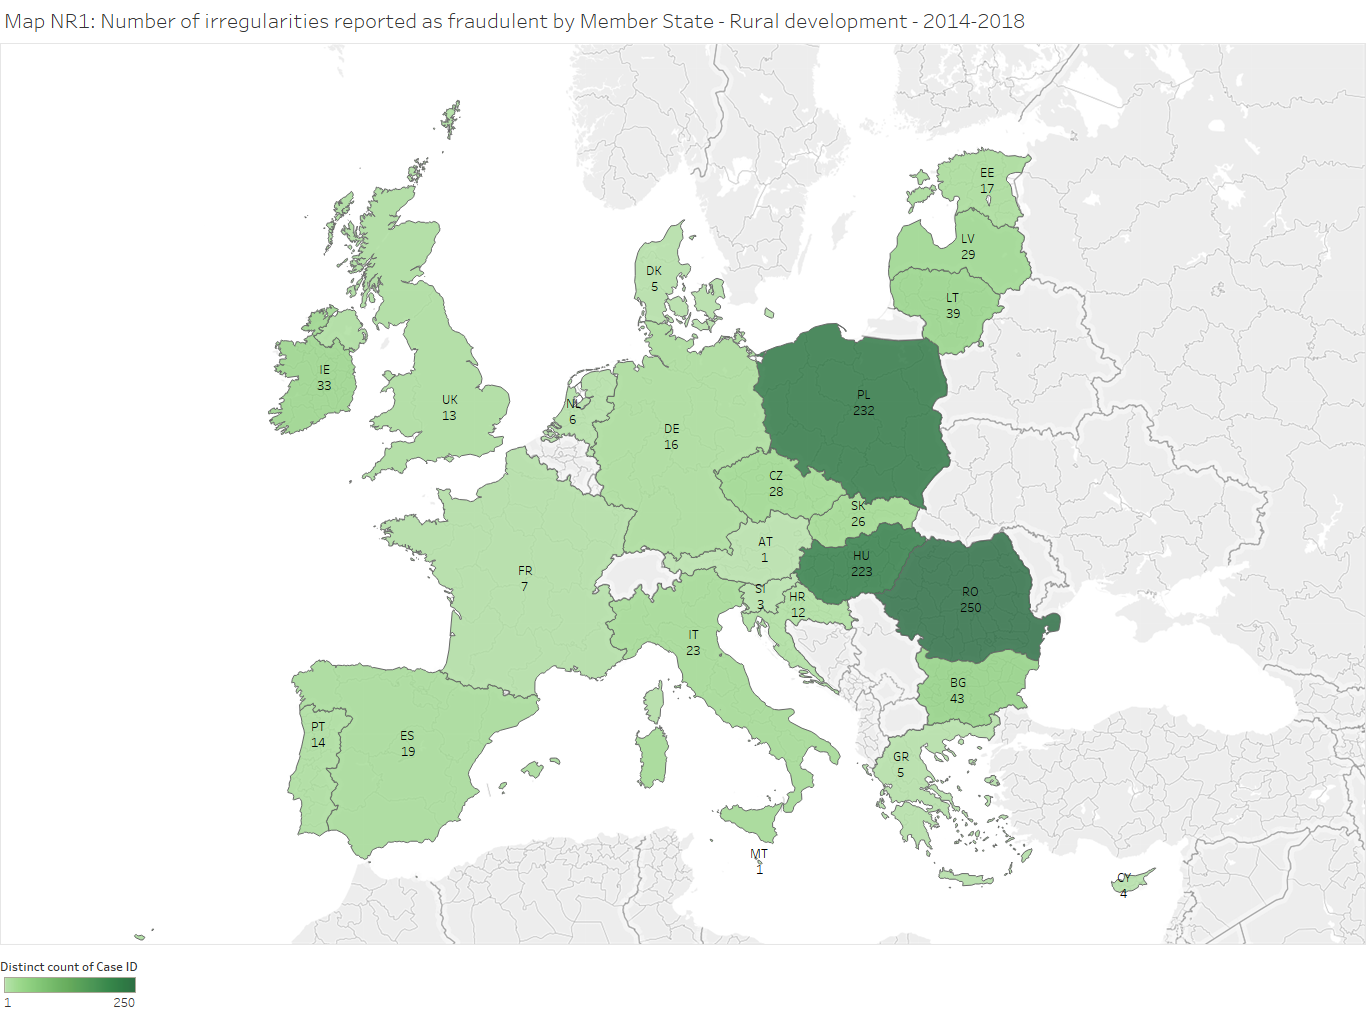 Map NR1: Number of irregularities reported as fraudulent by Member State - Rural development - 2014-2018
EE
17
LV
29
DK
5
LT
39
IE
33
UK
13
NL
6
PL
232
DE
16
CZ
28
SK
26
AT
1
HU
223
FR
7
SI
3
HR
12
RO
250
IT
23
BG
43
PT
14
ES
19
GR
5
MT
1
CY
4
Distinct count of Case ID
1
250